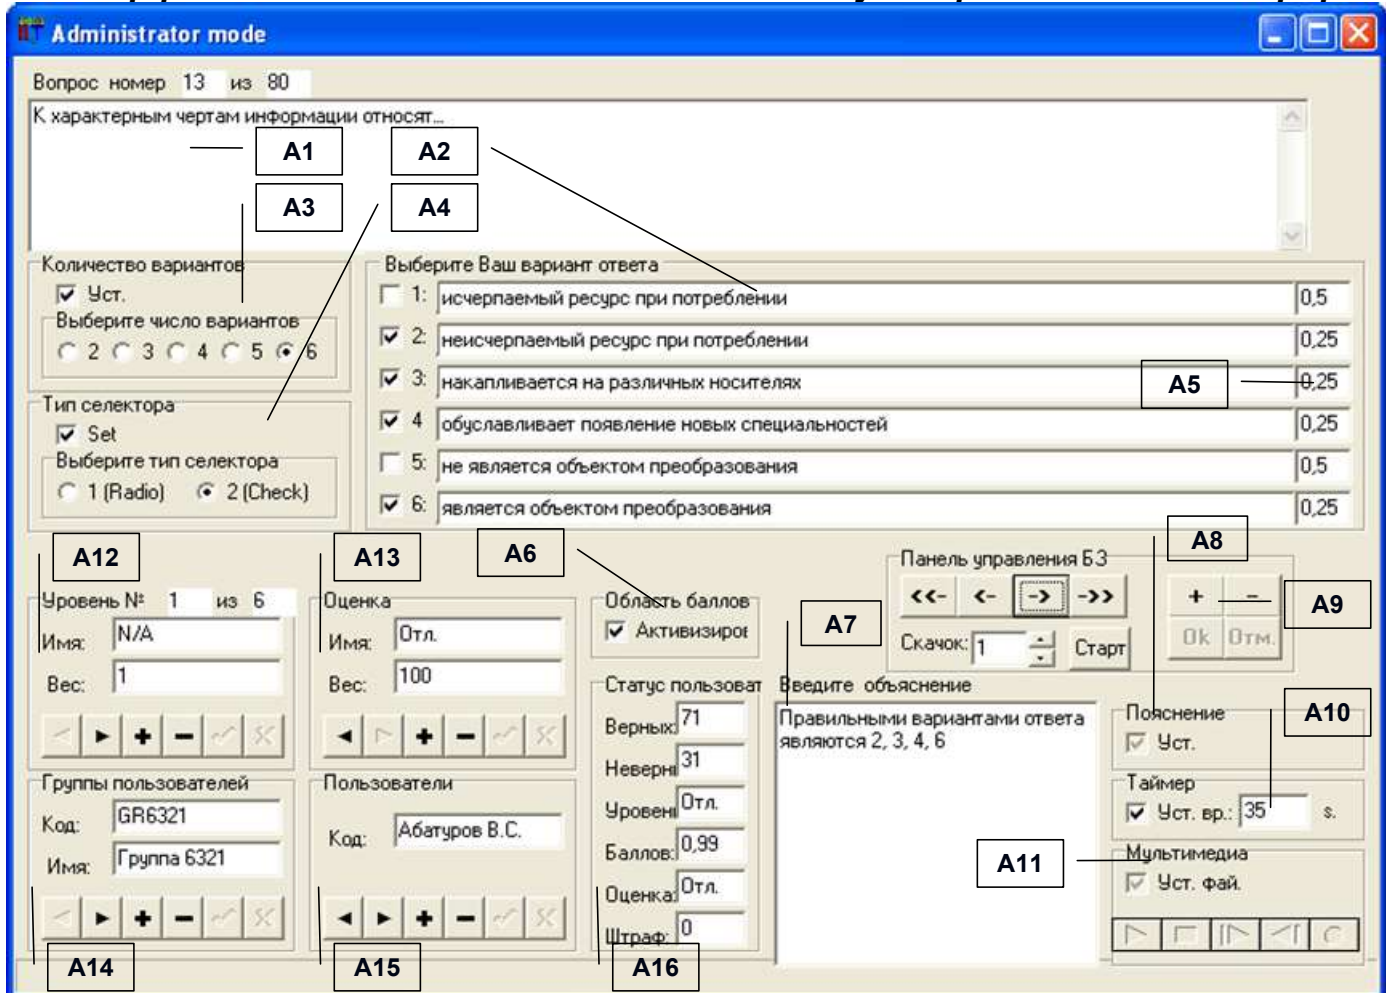 Administrator mode
Вопрос номер 13 из 80
К характерным чертам информации относят...
A1 A2
A3 A4
Количество вариантов
Уст.
Выберите число вариантов
2 3 4 5 6
Тип селектора
Set
Выберите тип селектора
1 (Radio) 2 (Check)
Выберите Ваш вариант ответа
1: исчерпаемый ресурс при потреблении 0,5
2: неисчерпаемый ресурс при потреблении 0,25
3: накапливается на различных носителях A5 0,25
4 обуславливает появление новых специальностей 0,25
5: не является объектом преобразования 0,5
6: является объектом преобразования 0,25
A12 A13 A6 A8
Уровень № 1 из 6
Имя: N/A
Вес: 1
Оценка
Имя: Отл.
Вес: 100
Область баллов
Активизирог
A7
Панель управления БЗ
<<- <- -> ->>
Скачок: 1 Старт
+ -
Ok Отм.
A9
Группы пользователей
Код: GR6321
Имя: Группа 6321
A14
Пользователи
Код: Абатуров В.С.
A15
Статус пользоват
Верных: 71
Неверн 31
Уровен Отл.
Баллов: 0,99
Оценка: Отл.
Штраф: 0
A16
Введите объяснение
Правильными вариантами ответа
являются 2, 3, 4, 6
Пояснение A10
Уст.
Таймер
Уст. вр.: 35 s.
A11
Мультимедиа
Уст. фай.